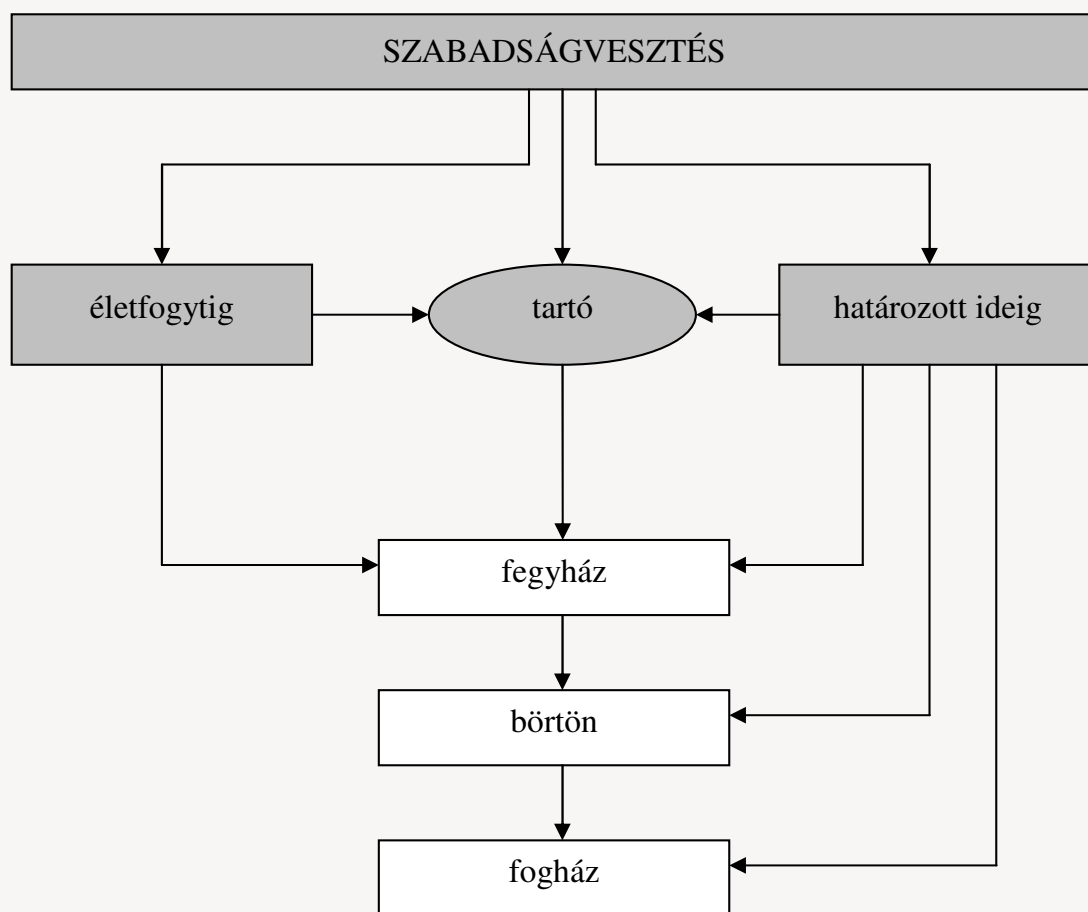 SZABADSÁGVESZTÉS
életfogytig
tartó
határozott ideig
fegyház
börtön
fogház